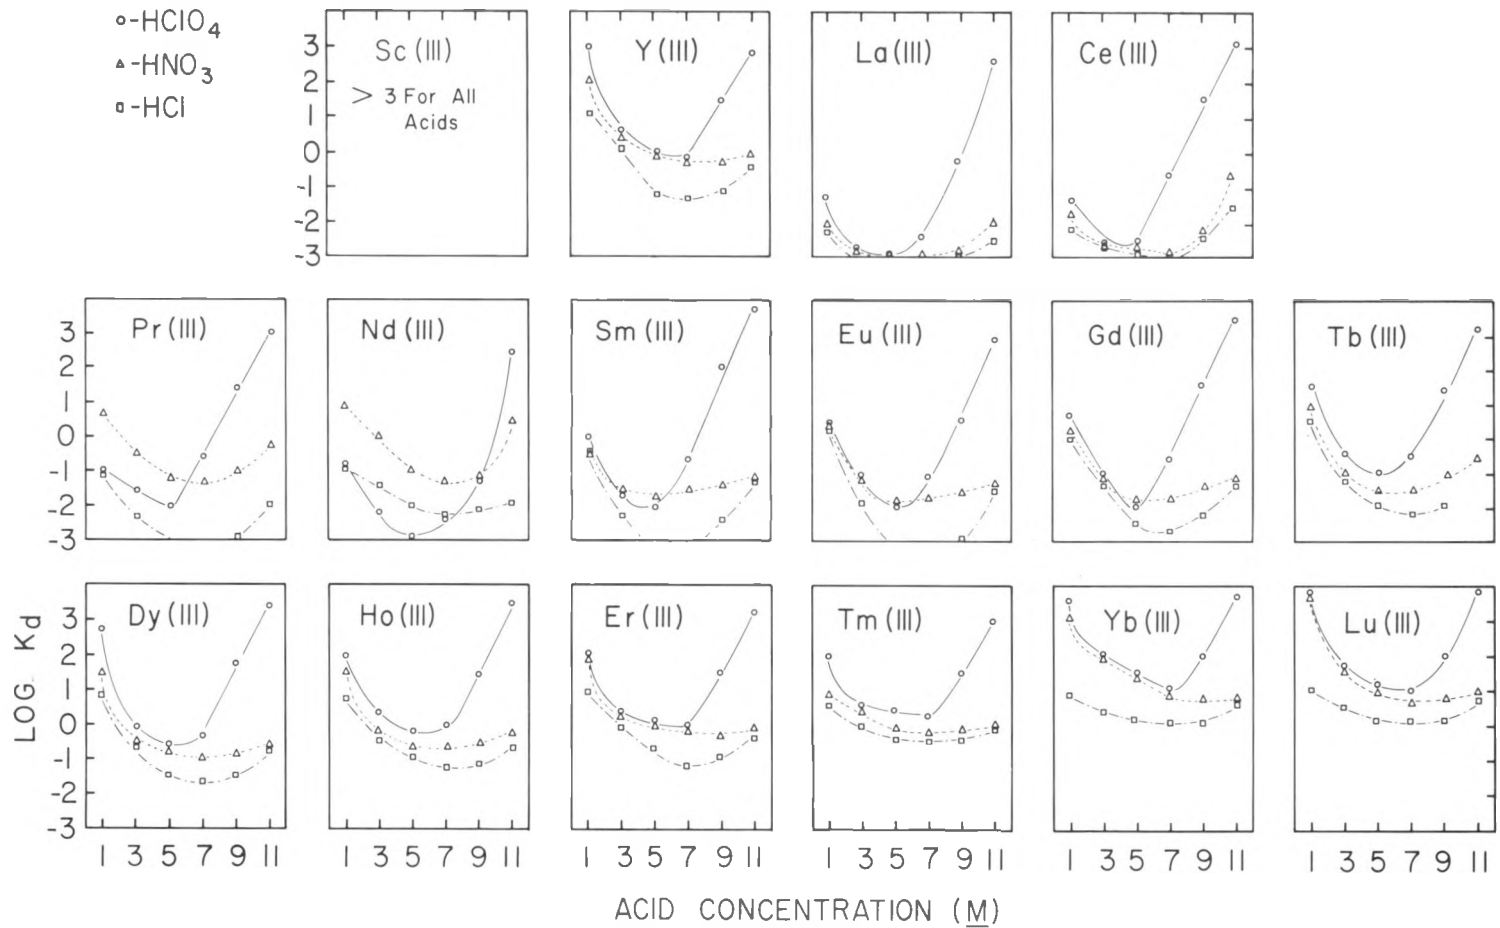 ○-HClO4
△-HNO3
□-HCl
Sc (III)
> 3 For All
Acids
Y (III)
La (III)
Ce (III)
3
2
1
0
-1
-2
-3
Pr (III)
Nd (III)
Sm (III)
Eu (III)
Gd (III)
Tb (III)
3
2
1
0
-1
-2
-3
Dy (III)
Ho (III)
Er (III)
Tm (III)
Yb (III)
Lu (III)
3
2
1
0
-1
-2
-3
LOG Kd
1 3 5 7 9 11
1 3 5 7 9 11
1 3 5 7 9 11
1 3 5 7 9 11
1 3 5 7 9 11
1 3 5 7 9 11
ACID CONCENTRATION (M)